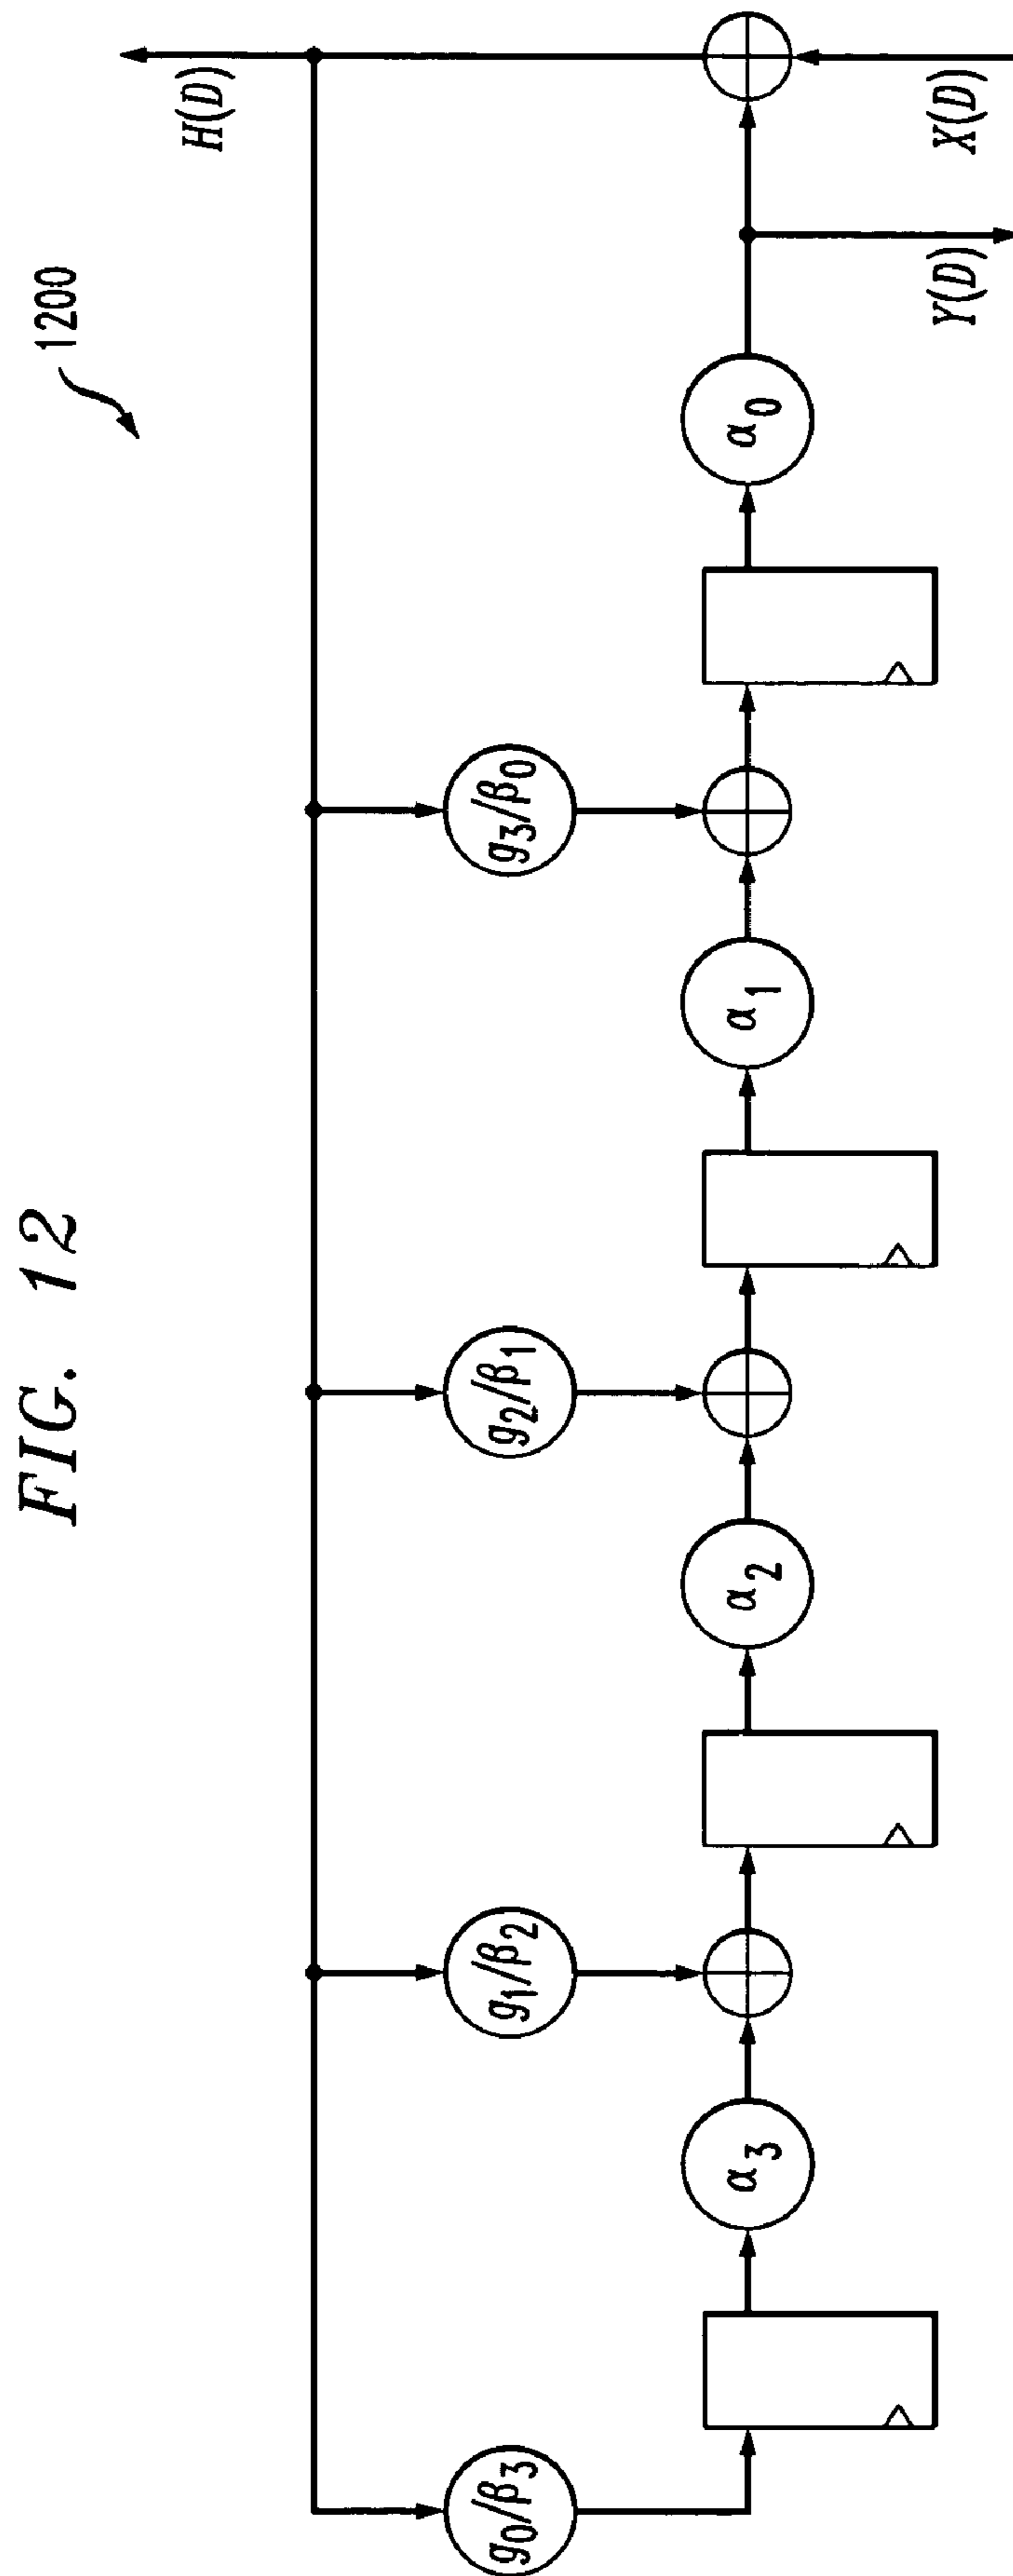 FIG. 12
1200
H(D)
g₀/β₃
g₁/β₂
g₂/β₁
g₃/β₀
α₃
α₂
α₁
α₀
Y(D)
X(D)